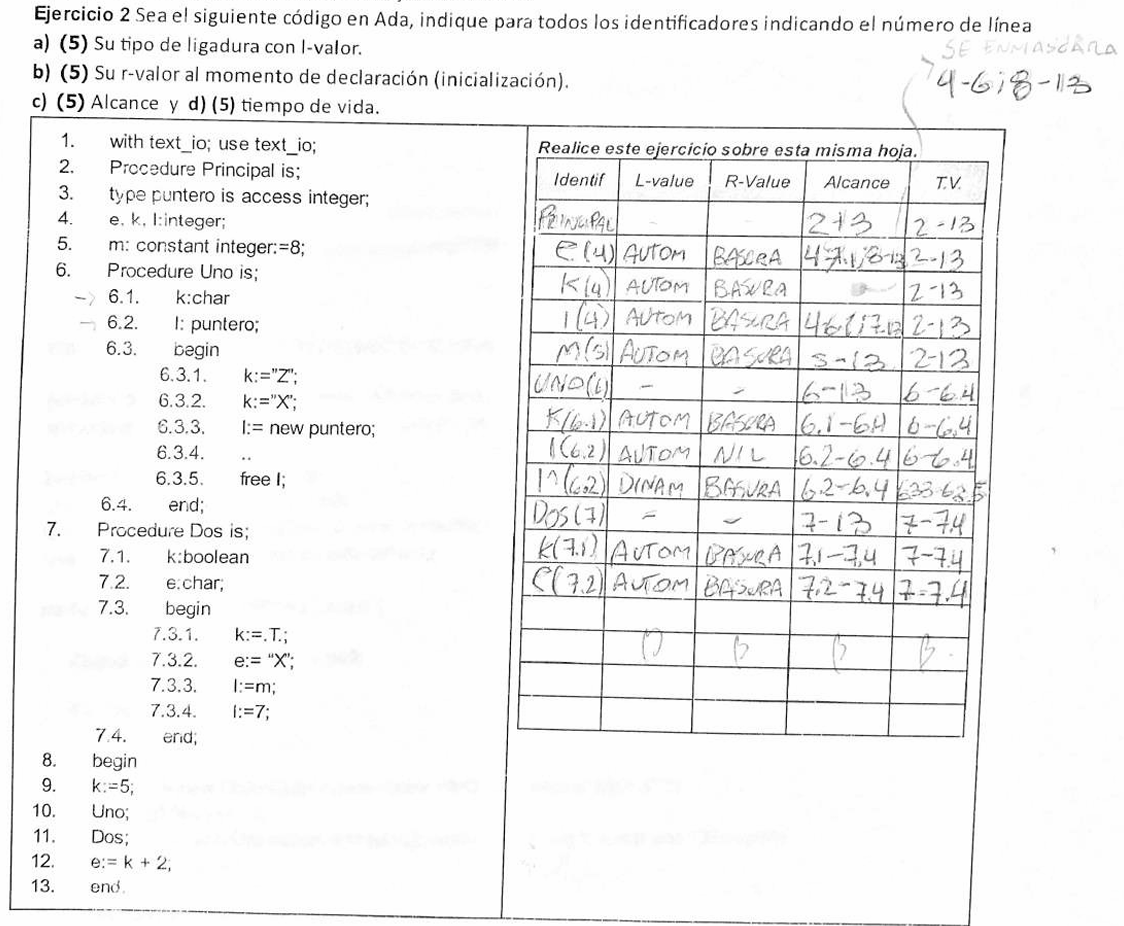 Ejercicio 2 Sea el siguiente código en Ada, indique para todos los identificadores indicando el número de línea
a) (5) Su tipo de ligadura con l-valor.
SE ENMASCARA
b) (5) Su r-valor al momento de declaración (inicialización).
4-6;8-13
c) (5) Alcance y d) (5) tiempo de vida.
1. with text_io; use text_io;
2. Procedure Principal is;
3. type puntero is access integer;
4. e, k, l:integer;
5. m: constant integer:=8;
6. Procedure Uno is;
-> 6.1. k:char
6.2. l: puntero;
6.3. begin
6.3.1. k:="Z";
6.3.2. k:="X";
6.3.3. l:= new puntero;
6.3.4. ..
6.3.5. free l;
6.4. end;
7. Procedure Dos is;
7.1. k:boolean
7.2. e:char;
7.3. begin
7.3.1. k:=.T.;
7.3.2. e:= “X”;
7.3.3. l:=m;
7.3.4. l:=7;
7.4. end;
8. begin
9. k:=5;
10. Uno;
11. Dos;
12. e:= k + 2;
13. end.
Realice este ejercicio sobre esta misma hoja.
Identif L-value R-Value Alcance T.V.
PRINCIPAL - - 2-13 2-13
e(4) AUTOM BASURA 2-13
K(4) AUTOM BASURA 2-13
l(4) AUTOM BASURA 2-13
M(5) AUTOM BASURA 5-13 2-13
UNO(6) - - 6-13 6-6.4
K(6.1) AUTOM BASURA 6.1-6.4 6-6.4
l(6.2) AUTOM NIL 6.2-6.4 6-6.4
l^(6.2) DINAM BASURA 6.2-6.4 6.3.3-6.3.5
DOS(7) - - 7-13 7-7.4
K(7.1) AUTOM BASURA 7.1-7.4 7-7.4
e(7.2) AUTOM BASURA 7.2-7.4 7-7.4